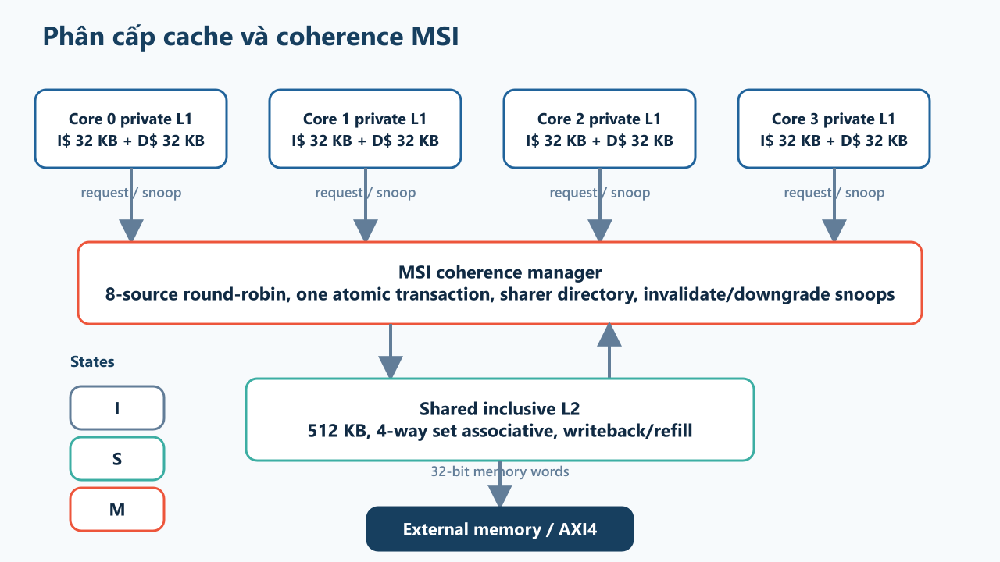 Phân cấp cache và coherence MSI
Core 0 private L1
I$ 32 KB + D$ 32 KB
Core 1 private L1
I$ 32 KB + D$ 32 KB
Core 2 private L1
I$ 32 KB + D$ 32 KB
Core 3 private L1
I$ 32 KB + D$ 32 KB
request / snoop
request / snoop
request / snoop
request / snoop
MSI coherence manager
8-source round-robin, one atomic transaction, sharer directory, invalidate/downgrade snoops
States
I
S
M
Shared inclusive L2
512 KB, 4-way set associative, writeback/refill
32-bit memory words
External memory / AXI4